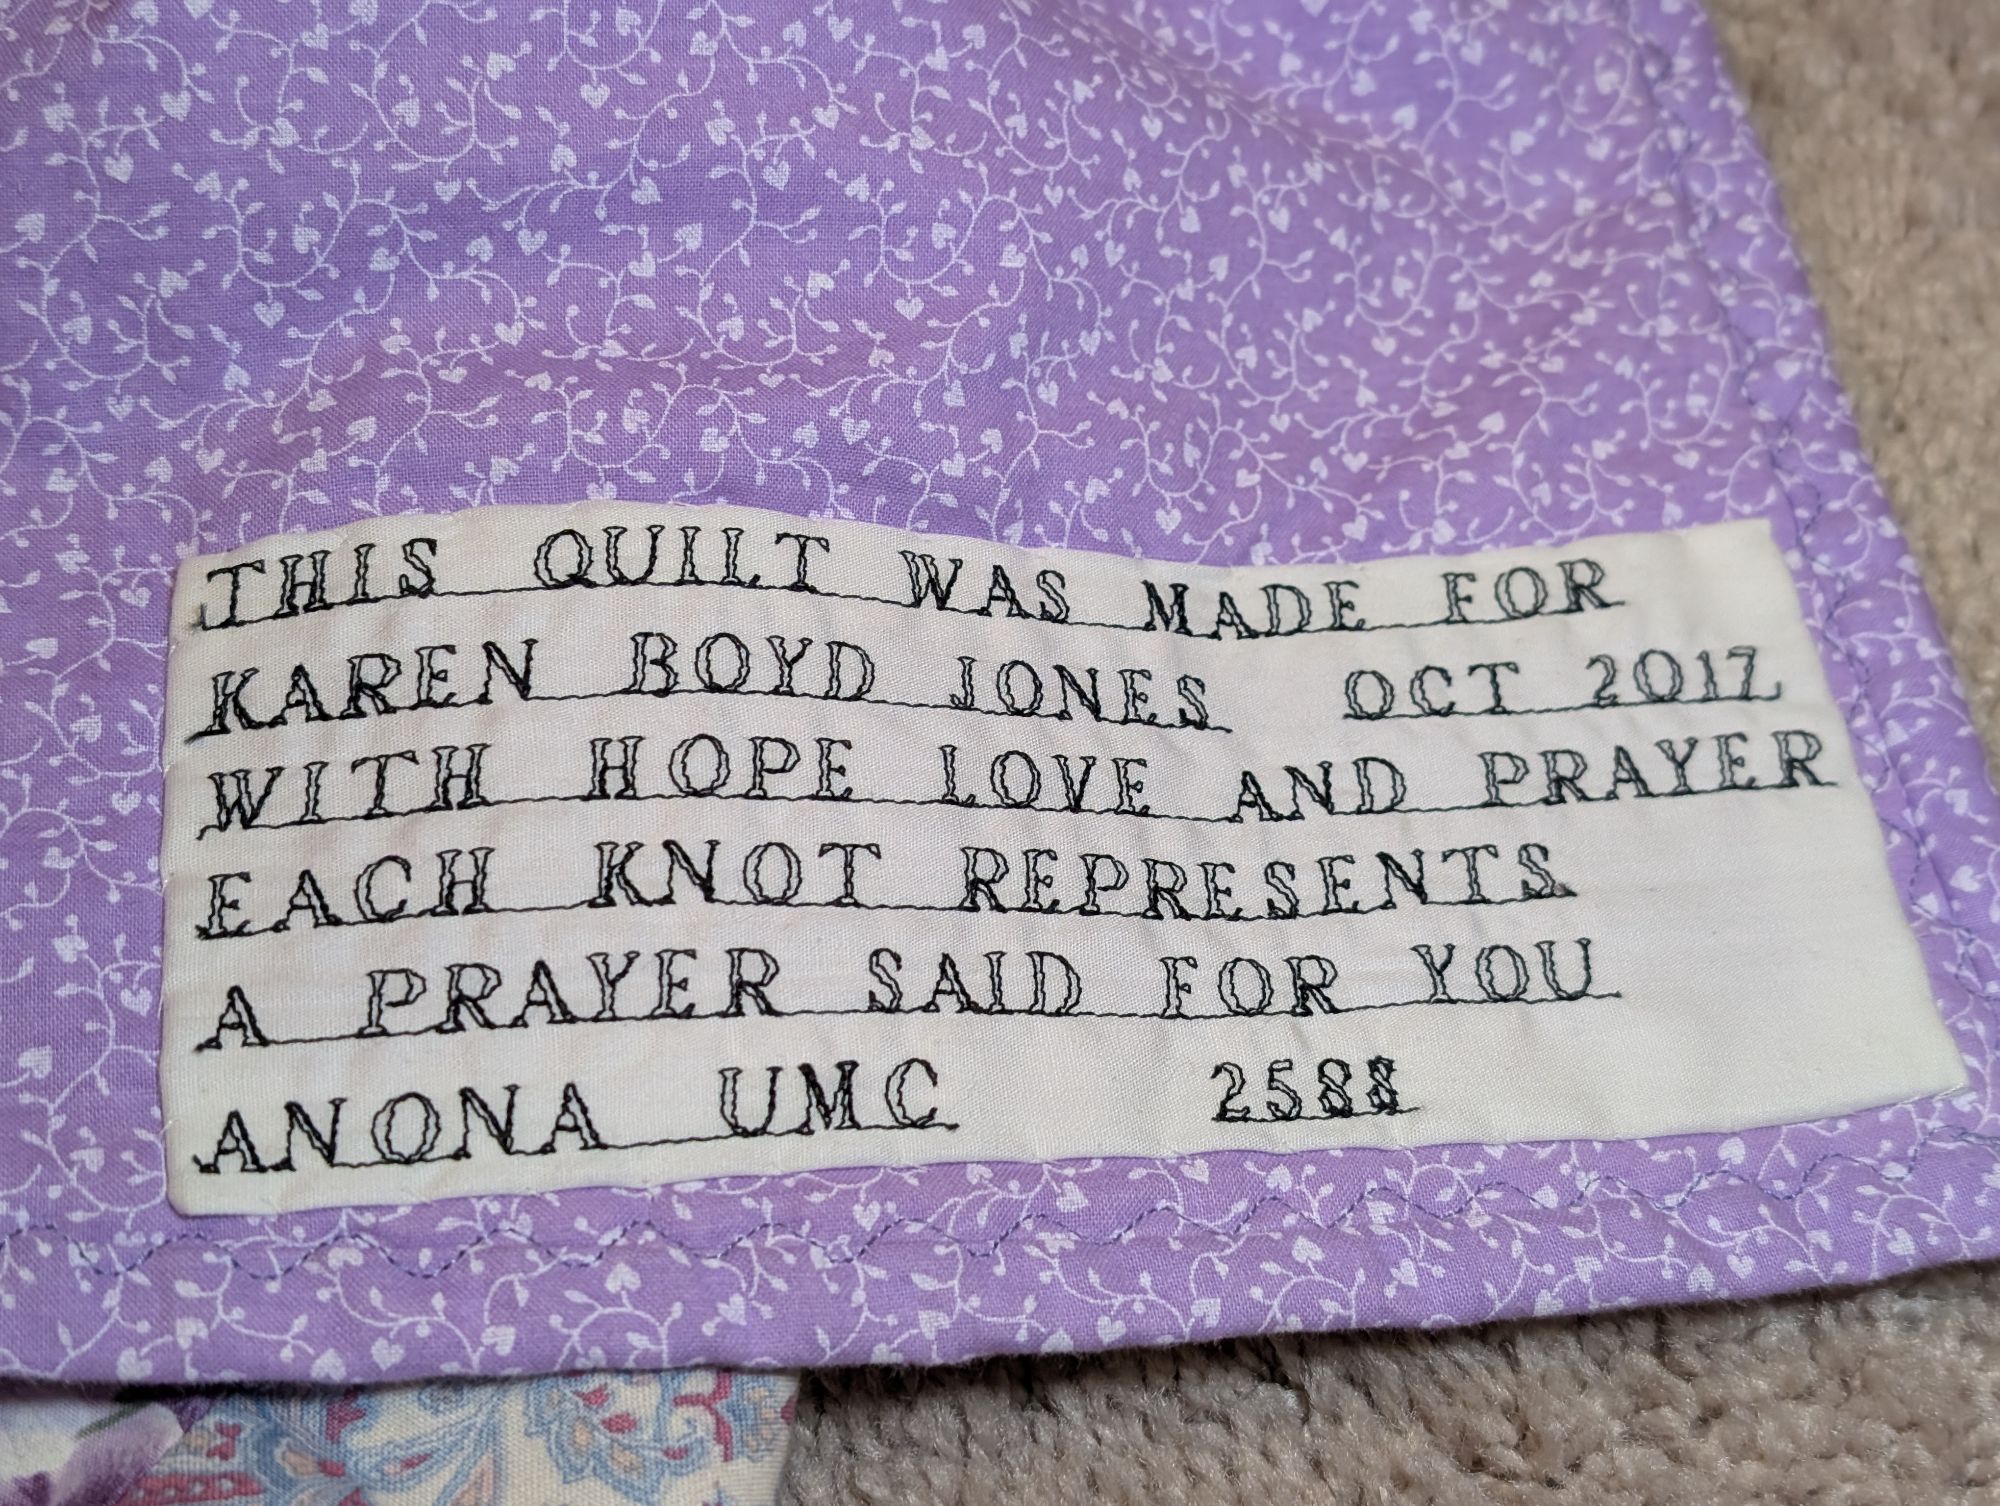 THIS QUILT WAS MADE FOR
KAREN BOYD JONES OCT 2017
WITH HOPE LOVE AND PRAYER
EACH KNOT REPRESENTS
A PRAYER SAID FOR YOU
ANONA UMC 2588